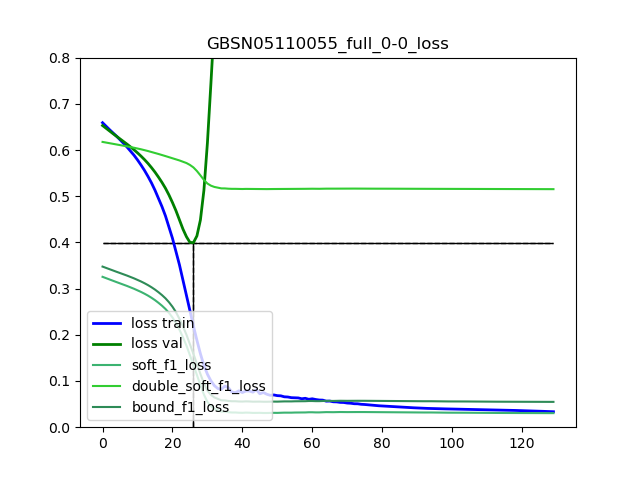 GBSN05110055_full_0-0_loss
0.8
0.7
0.6
0.5
0.4
0.3
0.2
0.1
0.0
loss train
loss val
soft_f1_loss
double_soft_f1_loss
bound_f1_loss
0 20 40 60 80 100 120